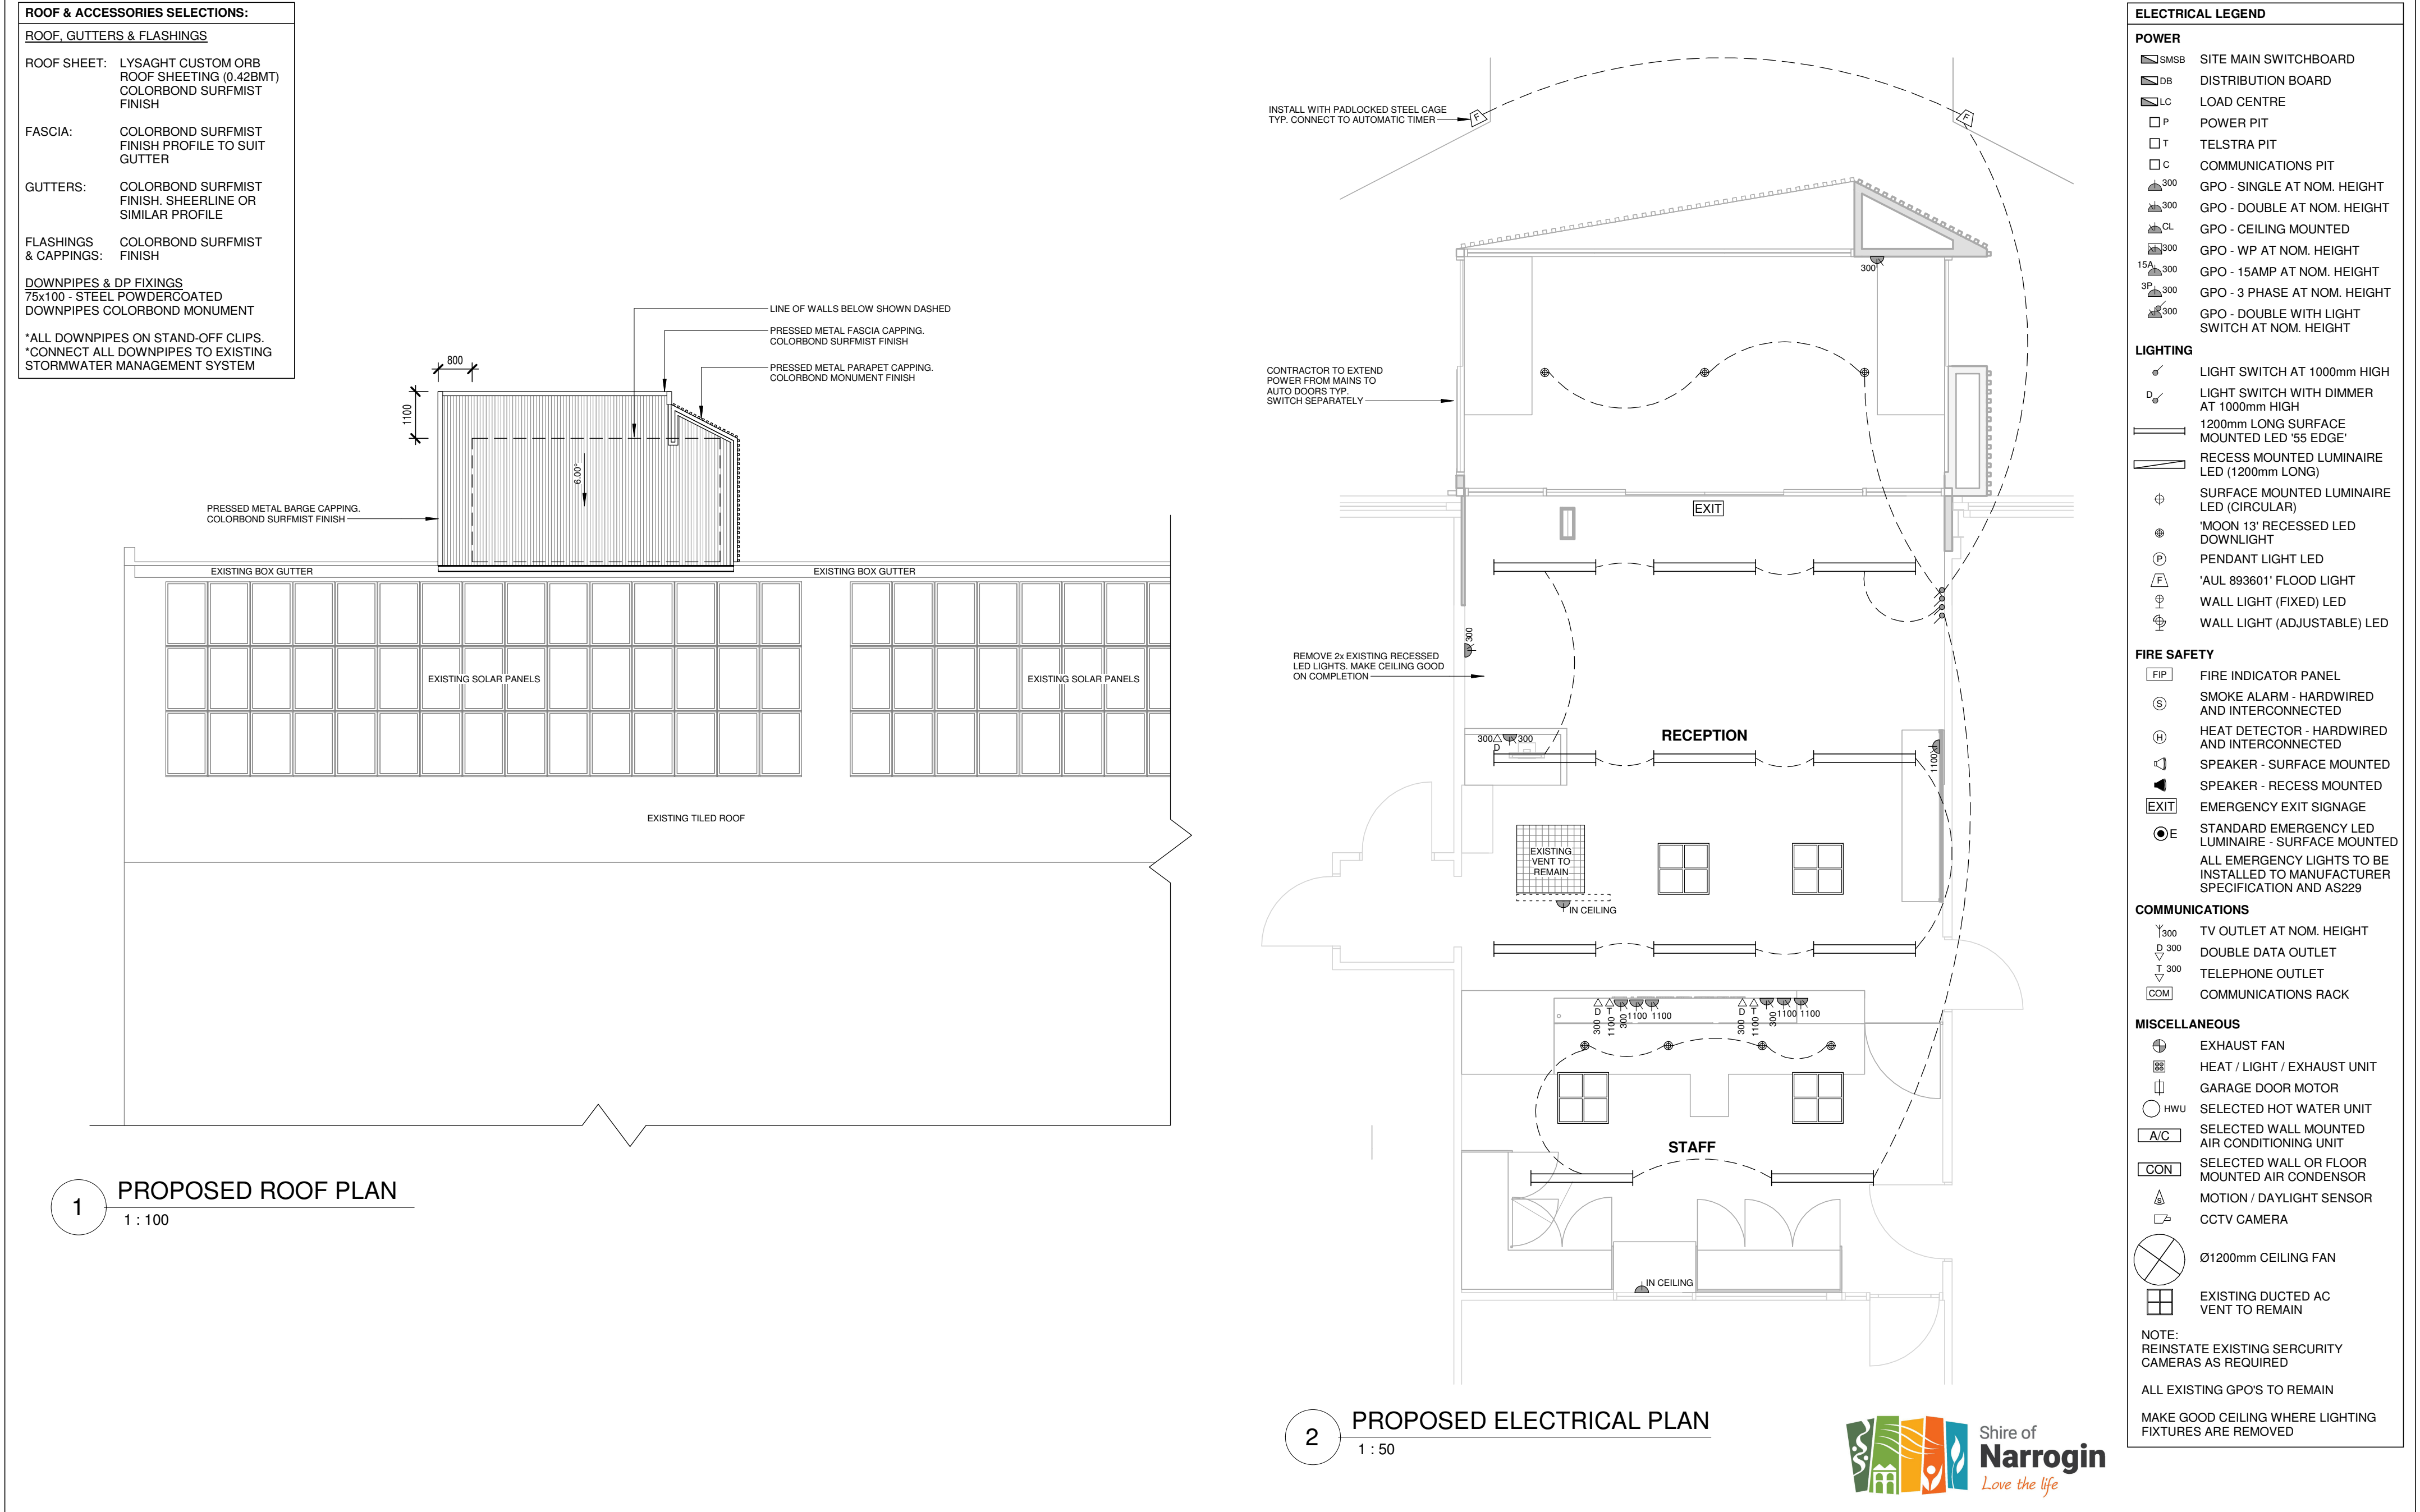 ROOF & ACCESSORIES SELECTIONS:
ROOF, GUTTERS & FLASHINGS
ROOF SHEET: LYSAGHT CUSTOM ORB
ROOF SHEETING (0.42BMT)
COLORBOND SURFMIST
FINISH
FASCIA: COLORBOND SURFMIST
FINISH PROFILE TO SUIT
GUTTER
GUTTERS: COLORBOND SURFMIST
FINISH. SHEERLINE OR
SIMILAR PROFILE
FLASHINGS COLORBOND SURFMIST
& CAPPINGS: FINISH
DOWNPIPES & DP FIXINGS
75x100 - STEEL POWDERCOATED
DOWNPIPES COLORBOND MONUMENT
*ALL DOWNPIPES ON STAND-OFF CLIPS.
*CONNECT ALL DOWNPIPES TO EXISTING
STORMWATER MANAGEMENT SYSTEM
LINE OF WALLS BELOW SHOWN DASHED
PRESSED METAL FASCIA CAPPING.
COLORBOND SURFMIST FINISH
PRESSED METAL PARAPET CAPPING.
COLORBOND MONUMENT FINISH
800
1100
6.00°
PRESSED METAL BARGE CAPPING.
COLORBOND SURFMIST FINISH
EXISTING BOX GUTTER
EXISTING BOX GUTTER
EXISTING SOLAR PANELS
EXISTING SOLAR PANELS
EXISTING TILED ROOF
1
PROPOSED ROOF PLAN
1 : 100
INSTALL WITH PADLOCKED STEEL CAGE
TYP. CONNECT TO AUTOMATIC TIMER
F
F
300
CONTRACTOR TO EXTEND
POWER FROM MAINS TO
AUTO DOORS TYP.
SWITCH SEPARATELY
EXIT
300
REMOVE 2x EXISTING RECESSED
LED LIGHTS. MAKE CEILING GOOD
ON COMPLETION
RECEPTION
300
300
D
1100
EXISTING
VENT TO
REMAIN
IN CEILING
D
T
D
T
300
1100
300
1100
1100
300
1100
300
1100
1100
STAFF
IN CEILING
2
PROPOSED ELECTRICAL PLAN
1 : 50
Shire of
Narrogin
Love the life
ELECTRICAL LEGEND
POWER
SMSB SITE MAIN SWITCHBOARD
DB DISTRIBUTION BOARD
LC LOAD CENTRE
P POWER PIT
T TELSTRA PIT
C COMMUNICATIONS PIT
300 GPO - SINGLE AT NOM. HEIGHT
300 GPO - DOUBLE AT NOM. HEIGHT
CL GPO - CEILING MOUNTED
300 GPO - WP AT NOM. HEIGHT
15A 300 GPO - 15AMP AT NOM. HEIGHT
3P 300 GPO - 3 PHASE AT NOM. HEIGHT
300 GPO - DOUBLE WITH LIGHT
SWITCH AT NOM. HEIGHT
LIGHTING
LIGHT SWITCH AT 1000mm HIGH
D LIGHT SWITCH WITH DIMMER
AT 1000mm HIGH
1200mm LONG SURFACE
MOUNTED LED '55 EDGE'
RECESS MOUNTED LUMINAIRE
LED (1200mm LONG)
SURFACE MOUNTED LUMINAIRE
LED (CIRCULAR)
'MOON 13' RECESSED LED
DOWNLIGHT
P PENDANT LIGHT LED
F 'AUL 893601' FLOOD LIGHT
WALL LIGHT (FIXED) LED
WALL LIGHT (ADJUSTABLE) LED
FIRE SAFETY
FIP FIRE INDICATOR PANEL
S SMOKE ALARM - HARDWIRED
AND INTERCONNECTED
H HEAT DETECTOR - HARDWIRED
AND INTERCONNECTED
SPEAKER - SURFACE MOUNTED
SPEAKER - RECESS MOUNTED
EXIT EMERGENCY EXIT SIGNAGE
E STANDARD EMERGENCY LED
LUMINAIRE - SURFACE MOUNTED
ALL EMERGENCY LIGHTS TO BE
INSTALLED TO MANUFACTURER
SPECIFICATION AND AS229
COMMUNICATIONS
300 TV OUTLET AT NOM. HEIGHT
D 300 DOUBLE DATA OUTLET
T 300 TELEPHONE OUTLET
COM COMMUNICATIONS RACK
MISCELLANEOUS
EXHAUST FAN
HEAT / LIGHT / EXHAUST UNIT
GARAGE DOOR MOTOR
HWU SELECTED HOT WATER UNIT
A/C SELECTED WALL MOUNTED
AIR CONDITIONING UNIT
CON SELECTED WALL OR FLOOR
MOUNTED AIR CONDENSOR
S MOTION / DAYLIGHT SENSOR
CCTV CAMERA
Ø1200mm CEILING FAN
EXISTING DUCTED AC
VENT TO REMAIN
NOTE:
REINSTATE EXISTING SERCURITY
CAMERAS AS REQUIRED
ALL EXISTING GPO'S TO REMAIN
MAKE GOOD CEILING WHERE LIGHTING
FIXTURES ARE REMOVED